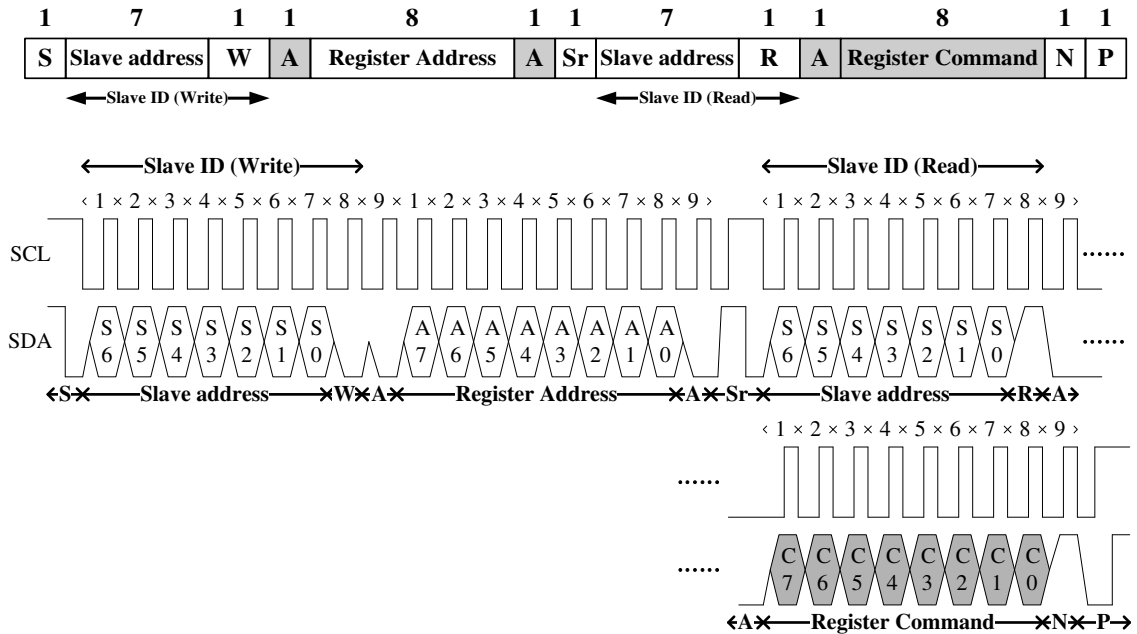 1 7 1 1 8 1 1 7 1 1 8 1 1
S Slave address W A Register Address A Sr Slave address R A Register Command N P
Slave ID (Write) Slave ID (Read)
Slave ID (Write) Slave ID (Read)
‹ 1 × 2 × 3 × 4 × 5 × 6 × 7 × 8 × 9 × 1 × 2 × 3 × 4 × 5 × 6 × 7 × 8 × 9 › ‹ 1 × 2 × 3 × 4 × 5 × 6 × 7 × 8 × 9 ›
SCL ······
SDA S6 S5 S4 S3 S2 S1 S0 A7 A6 A5 A4 A3 A2 A1 A0 S6 S5 S4 S3 S2 S1 S0 ······
S Slave address W A Register Address A Sr Slave address R A
‹ 1 × 2 × 3 × 4 × 5 × 6 × 7 × 8 × 9 ›
······
······ C7 C6 C5 C4 C3 C2 C1 C0
A Register Command N P